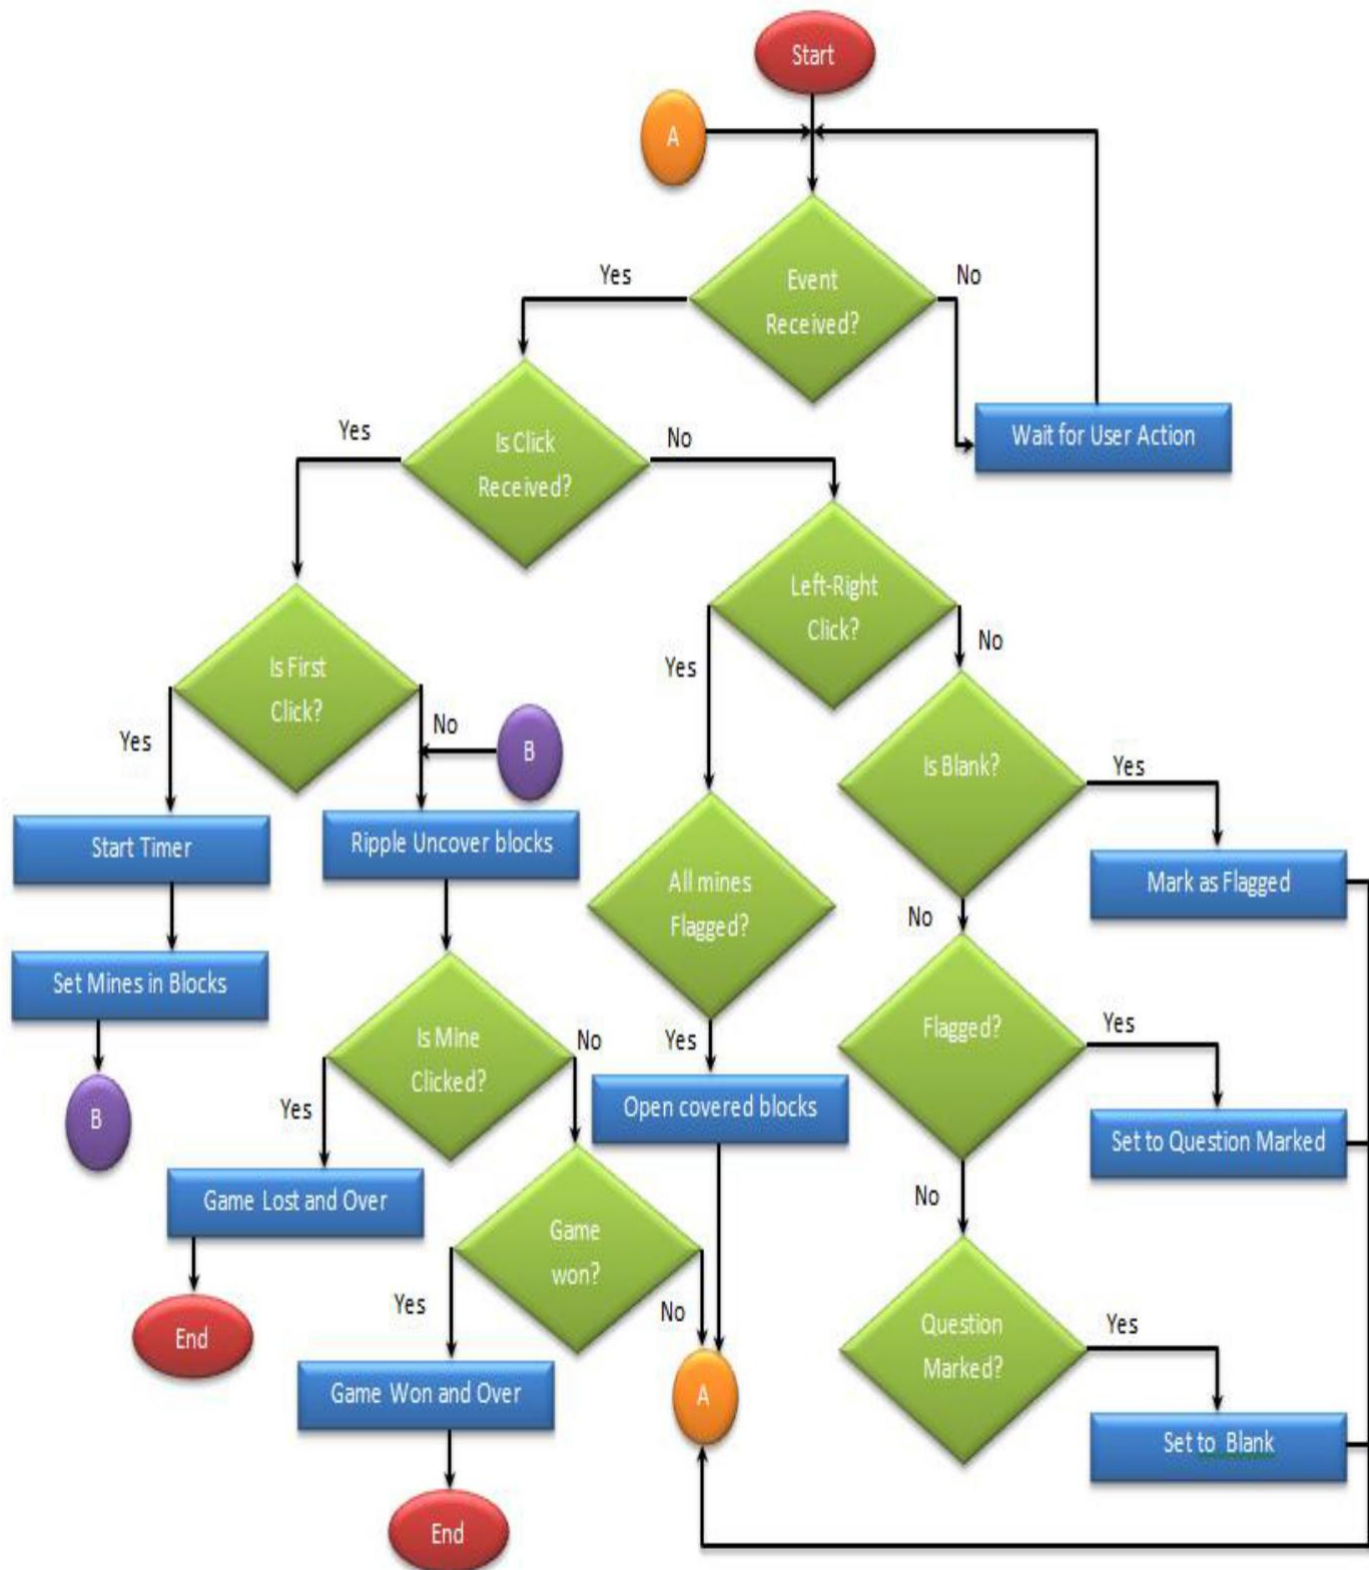 Start
A
Yes
Event
Received?
No
Wait for User Action
Yes
Is Click
Received?
No
Left-Right
Click?
Yes
No
Is First
Click?
Yes
No
B
Is Blank?
Yes
Start Timer
Ripple Uncover blocks
All mines
Flagged?
Mark as Flagged
No
Set Mines in Blocks
Is Mine
Clicked?
No
Yes
Flagged?
Yes
B
Yes
Open covered blocks
Set to Question Marked
Game Lost and Over
No
Game
won?
End
Yes
No
Question
Marked?
Yes
Game Won and Over
A
Set to Blank
End